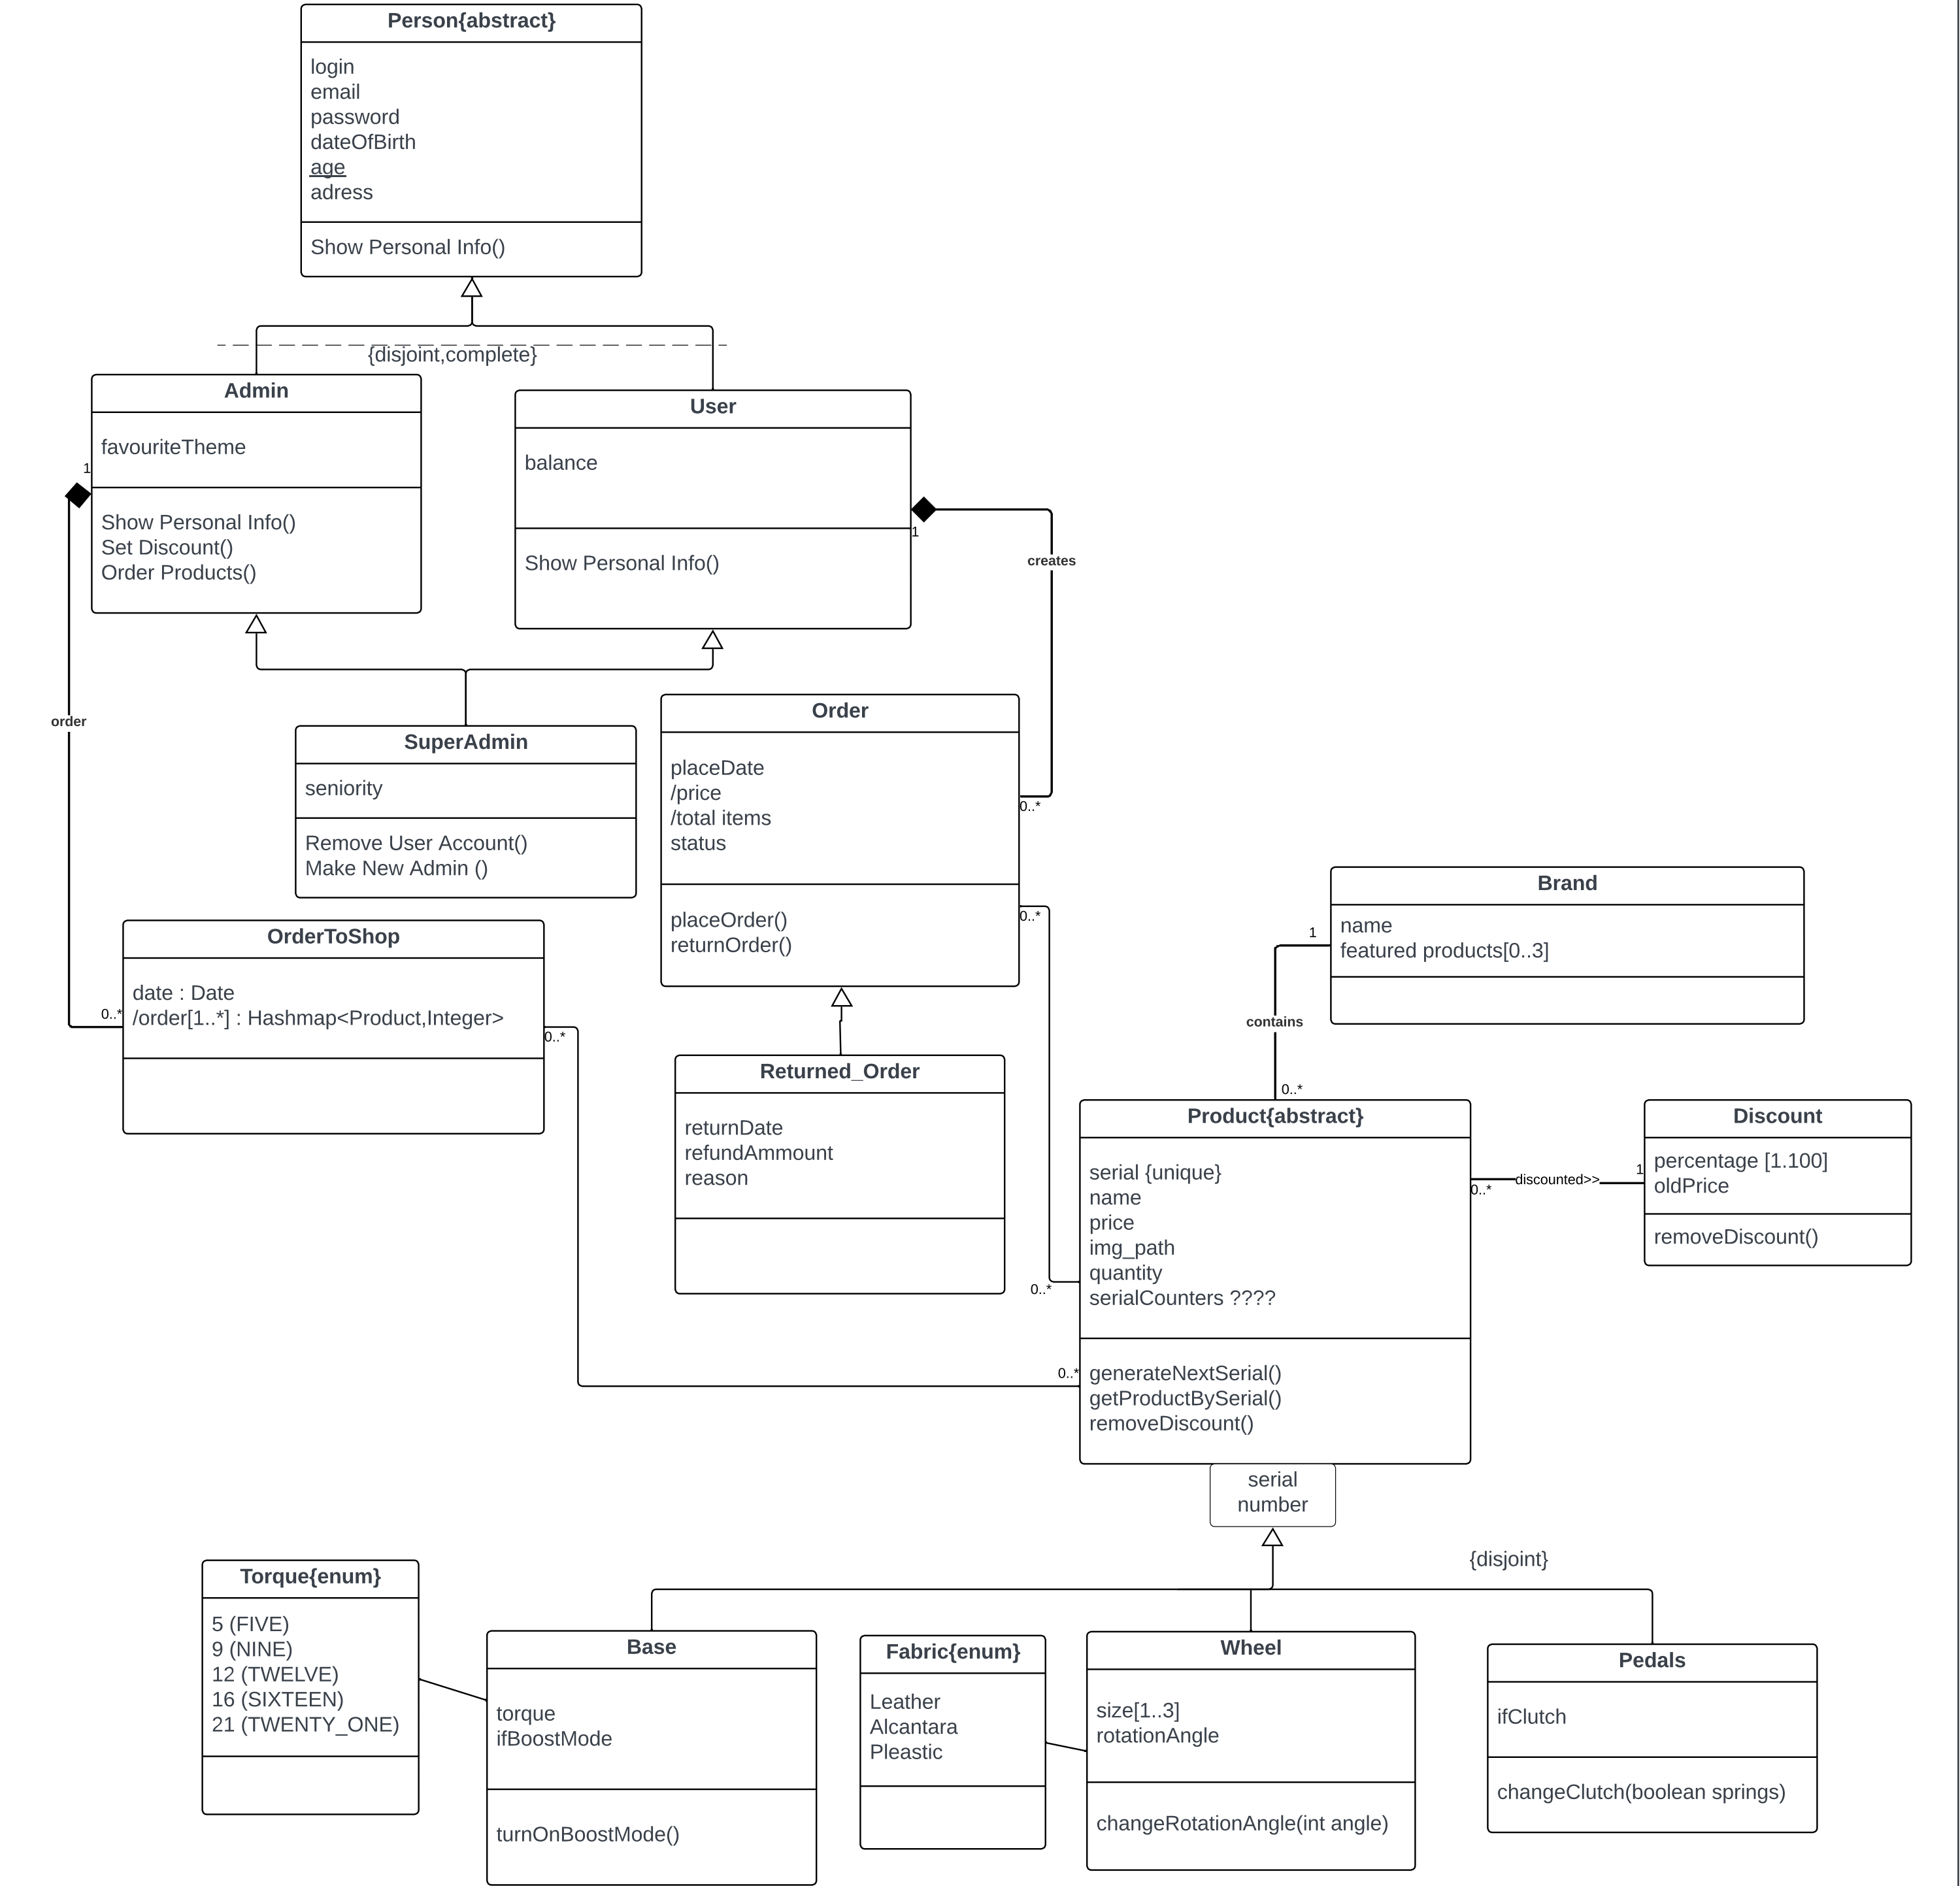 Person{abstract}
login
email
password
dateOfBirth
age
adress
Show Personal Info()
{disjoint,complete}
Admin
favouriteTheme
1
Show Personal Info()
Set Discount()
Order Products()
User
balance
1
Show Personal Info()
creates
order
SuperAdmin
seniority
Remove User Account()
Make New Admin ()
Order
placeDate
/price
/total items
status
0..*
placeOrder()
returnOrder()
0..*
OrderToShop
date : Date
/order[1..*] : Hashmap<Product,Integer>
0..*
0..*
Returned_Order
returnDate
refundAmmount
reason
Brand
name
featured products[0..3]
1
contains
0..*
Product{abstract}
serial {unique}
name
price
img_path
quantity
serialCounters ????
0..*
0..*
generateNextSerial()
getProductBySerial()
removeDiscount()
0..*
discounted>>
1
Discount
percentage [1.100]
oldPrice
removeDiscount()
serial
number
{disjoint}
Torque{enum}
5 (FIVE)
9 (NINE)
12 (TWELVE)
16 (SIXTEEN)
21 (TWENTY_ONE)
Base
torque
ifBoostMode
turnOnBoostMode()
Fabric{enum}
Leather
Alcantara
Pleastic
Wheel
size[1..3]
rotationAngle
changeRotationAngle(int angle)
Pedals
ifClutch
changeClutch(boolean springs)